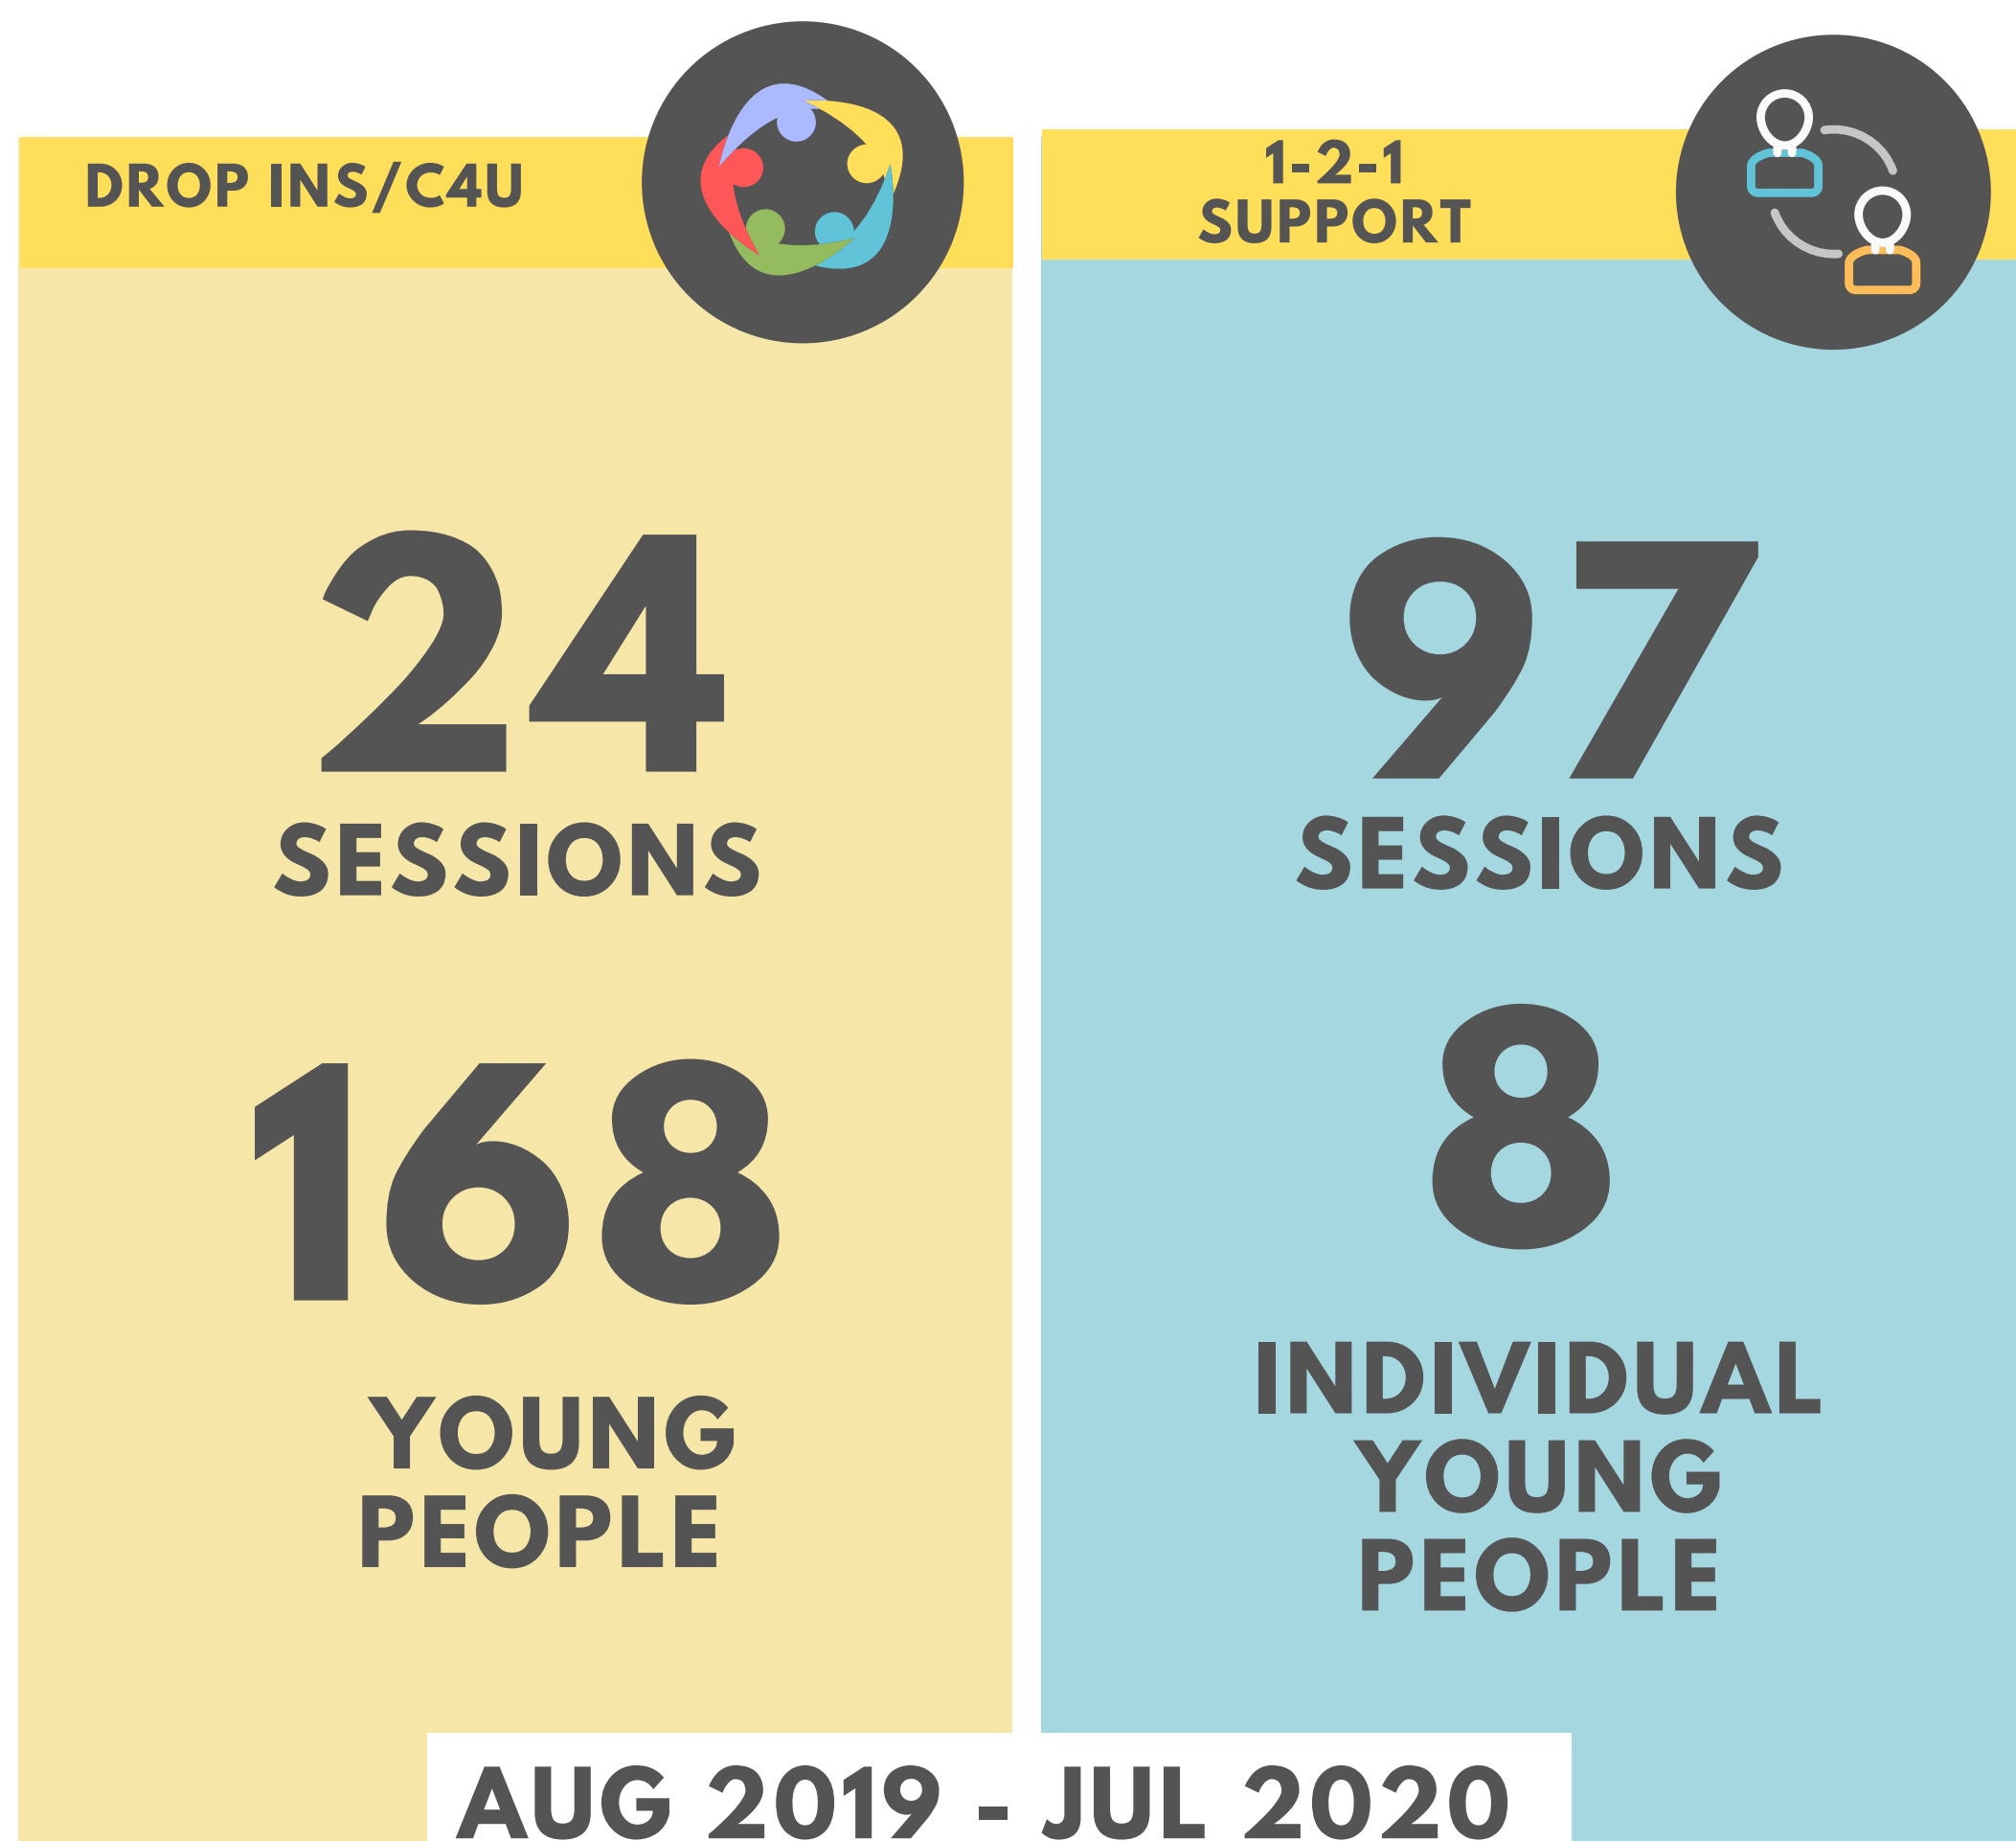 DROP INS/C4U
24
SESSIONS
168
YOUNG
PEOPLE
1-2-1
SUPPORT
97
SESSIONS
8
INDIVIDUAL
YOUNG
PEOPLE
AUG 2019 - JUL 2020